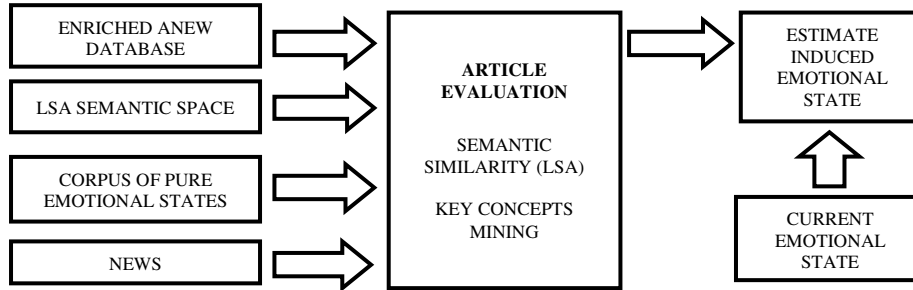 ENRICHED ANEW
DATABASE
LSA SEMANTIC SPACE
CORPUS OF PURE
EMOTIONAL STATES
NEWS
ARTICLE
EVALUATION
SEMANTIC
SIMILARITY (LSA)
KEY CONCEPTS
MINING
ESTIMATE
INDUCED
EMOTIONAL
STATE
CURRENT
EMOTIONAL
STATE